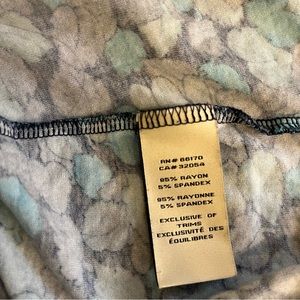 RN# 66170
CA# 32054
95% RAYON
5% SPANDEX
95% RAYONNE
5% SPANDEX
EXCLUSIVE OF
TRIMS
EXCLUSIVITÉ DES
ÉQUILIBRES